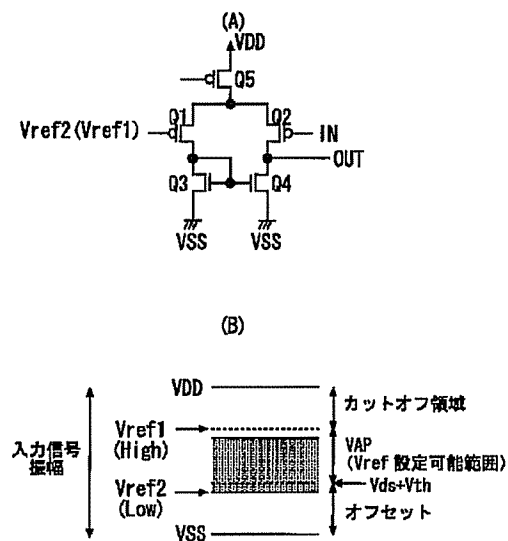 (A)
VDD
Q5
Q1
Q2
Vref2(Vref1)
IN
OUT
Q3
Q4
VSS
VSS
(B)
VDD
カットオフ領域
Vref1
(High)
入力信号
振幅
VAP
(Vref 設定可能範囲)
Vref2
(Low)
Vds+Vth
オフセット
VSS